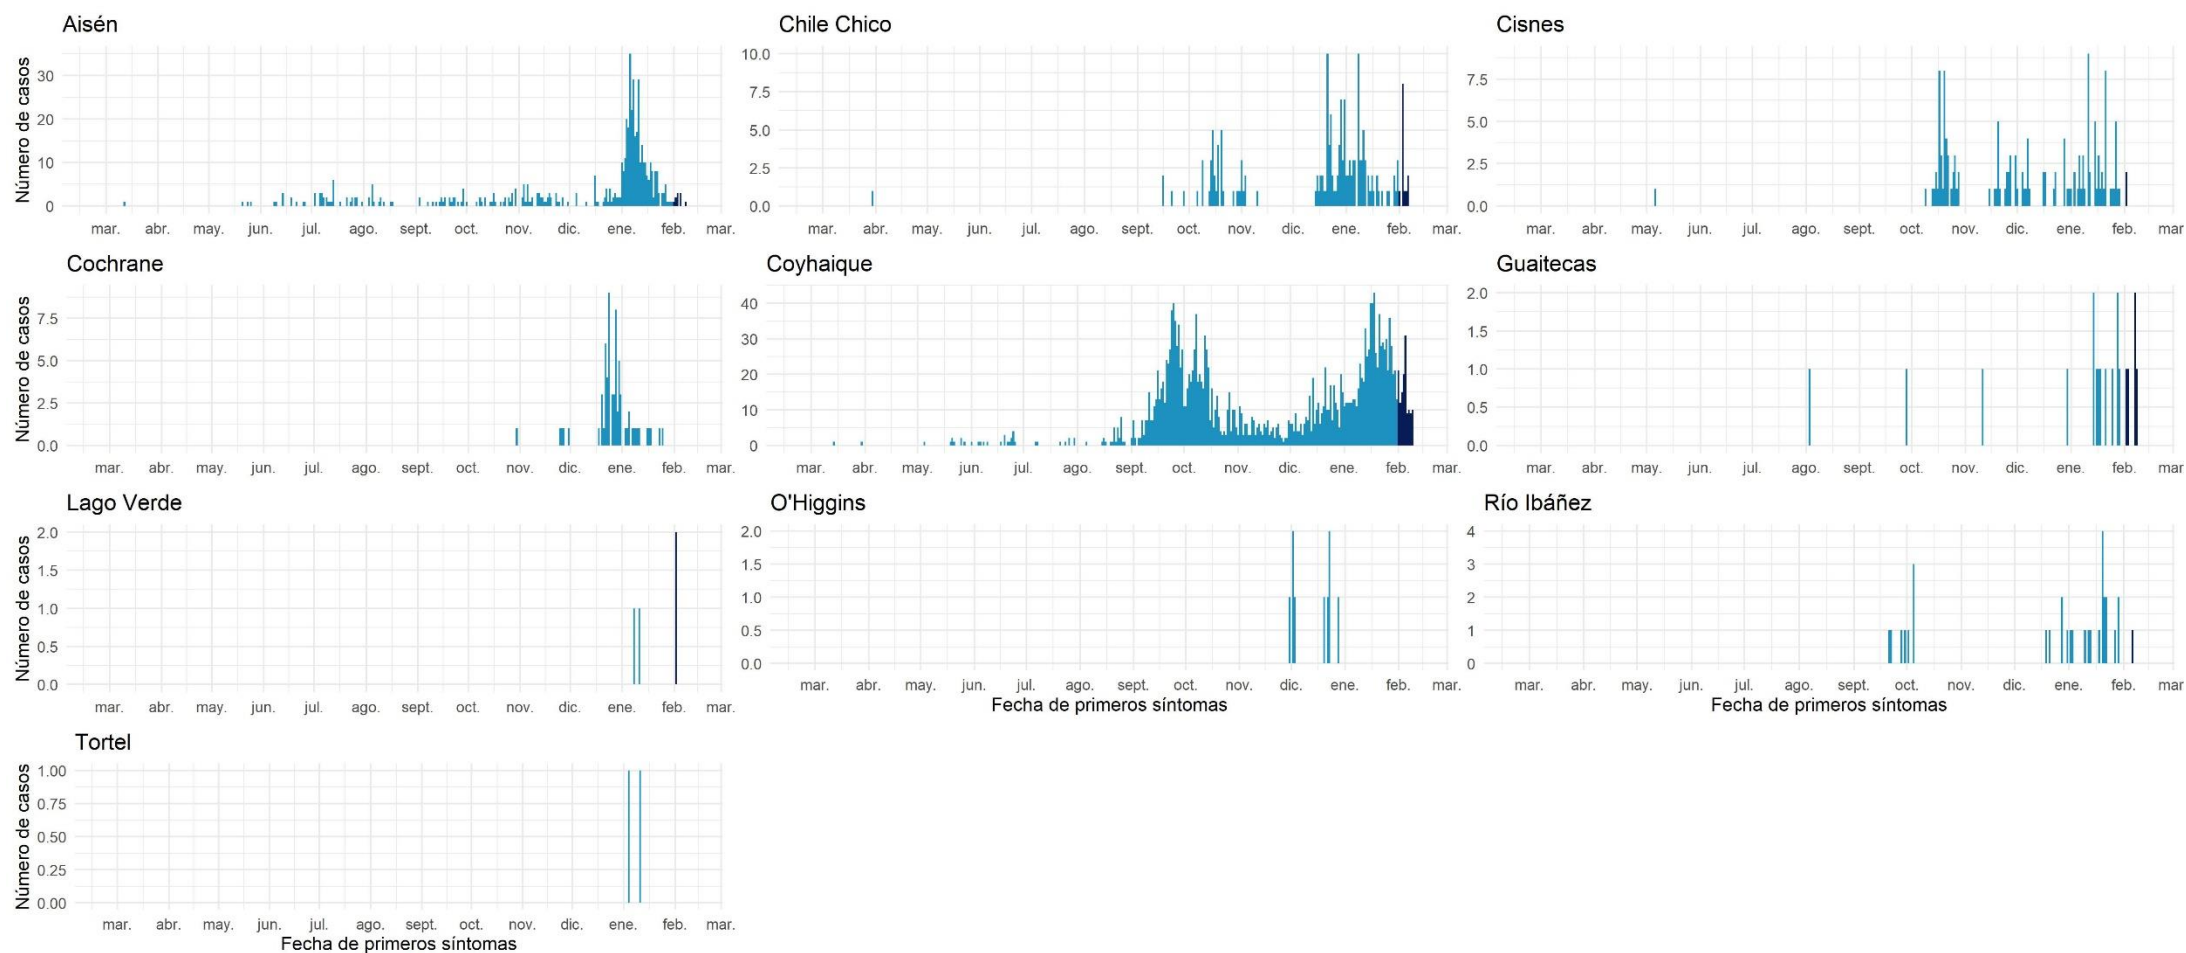 Aisén
Número de casos
30
20
10
0
mar. abr. may. jun. jul. ago. sept. oct. nov. dic. ene. feb. mar.
Chile Chico
10.0
7.5
5.0
2.5
0.0
mar. abr. may. jun. jul. ago. sept. oct. nov. dic. ene. feb. mar.
Cisnes
7.5
5.0
2.5
0.0
mar. abr. may. jun. jul. ago. sept. oct. nov. dic. ene. feb. mar
Cochrane
Número de casos
7.5
5.0
2.5
0.0
mar. abr. may. jun. jul. ago. sept. oct. nov. dic. ene. feb. mar.
Coyhaique
40
30
20
10
0
mar. abr. may. jun. jul. ago. sept. oct. nov. dic. ene. feb. mar.
Guaitecas
2.0
1.5
1.0
0.5
0.0
mar. abr. may. jun. jul. ago. sept. oct. nov. dic. ene. feb. mar
Lago Verde
Número de casos
2.0
1.5
1.0
0.5
0.0
mar. abr. may. jun. jul. ago. sept. oct. nov. dic. ene. feb. mar.
O'Higgins
2.0
1.5
1.0
0.5
0.0
mar. abr. may. jun. jul. ago. sept. oct. nov. dic. ene. feb. mar.
Fecha de primeros síntomas
Río Ibáñez
4
3
2
1
0
mar. abr. may. jun. jul. ago. sept. oct. nov. dic. ene. feb. mar
Fecha de primeros síntomas
Tortel
Número de casos
1.00
0.75
0.50
0.25
0.00
mar. abr. may. jun. jul. ago. sept. oct. nov. dic. ene. feb. mar.
Fecha de primeros síntomas